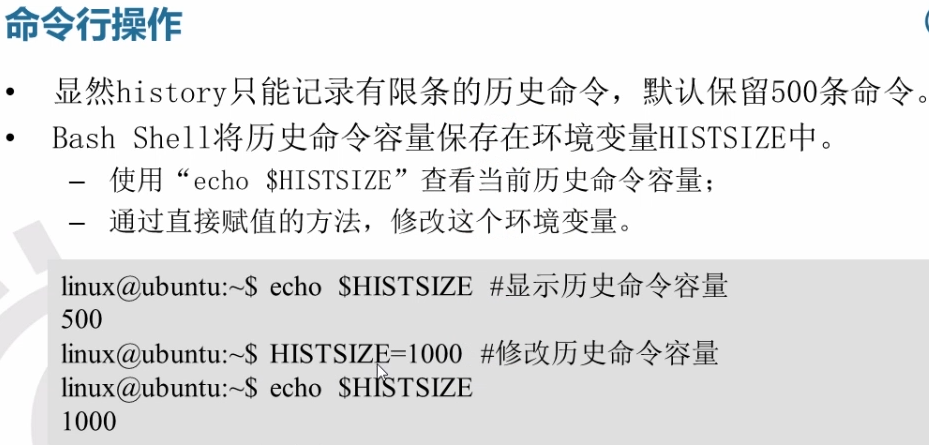 命令行操作
• 显然history只能记录有限条的历史命令，默认保留500条命令。
• Bash Shell将历史命令容量保存在环境变量HISTSIZE中。
– 使用“echo $HISTSIZE”查看当前历史命令容量；
– 通过直接赋值的方法，修改这个环境变量。
linux@ubuntu:~$ echo $HISTSIZE #显示历史命令容量
500
linux@ubuntu:~$ HISTSIZE=1000 #修改历史命令容量
linux@ubuntu:~$ echo $HISTSIZE
1000